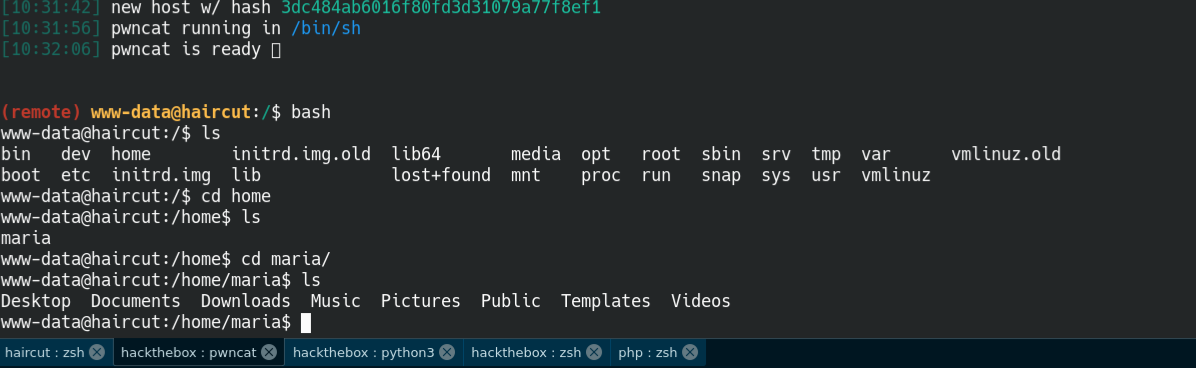 [10:31:42] new host w/ hash 3dc484ab6016f80fd3d31079a77f8ef1
[10:31:56] pwncat running in /bin/sh
[10:32:06] pwncat is ready
(remote) www-data@haircut:/$ bash
www-data@haircut:/$ ls
bin   dev  home        initrd.img.old  lib64       media  opt   root  sbin  srv  tmp  var      vmlinuz.old
boot  etc  initrd.img  lib             lost+found  mnt    proc  run   snap  sys  usr  vmlinuz
www-data@haircut:/$ cd home
www-data@haircut:/home$ ls
maria
www-data@haircut:/home$ cd maria/
www-data@haircut:/home/maria$ ls
Desktop  Documents  Downloads  Music  Pictures  Public  Templates  Videos
www-data@haircut:/home/maria$
haircut : zsh  hackthebox : pwncat  hackthebox : python3  hackthebox : zsh  php : zsh